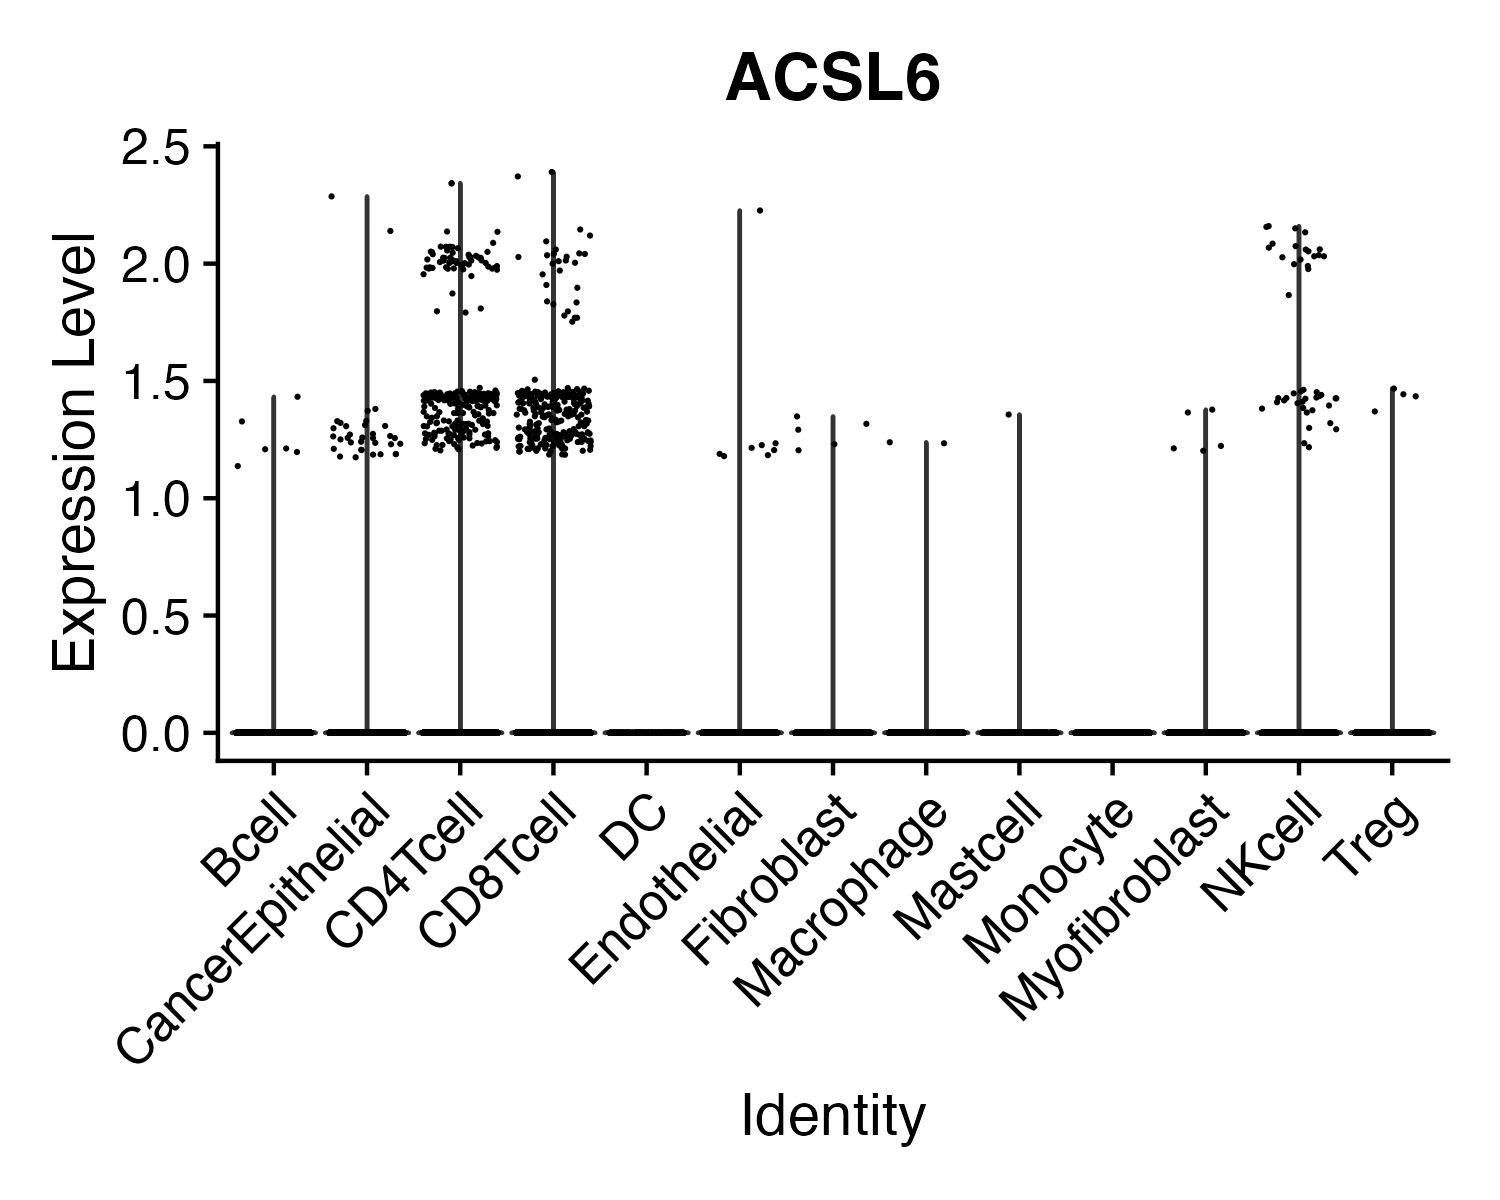 ACSL6
Expression Level
2.5
2.0
1.5
1.0
0.5
0.0
Bcell
CancerEpithelial
CD4Tcell
CD8Tcell
DC
Endothelial
Fibroblast
Macrophage
Mastcell
Monocyte
Myofibroblast
NKcell
Treg
Identity